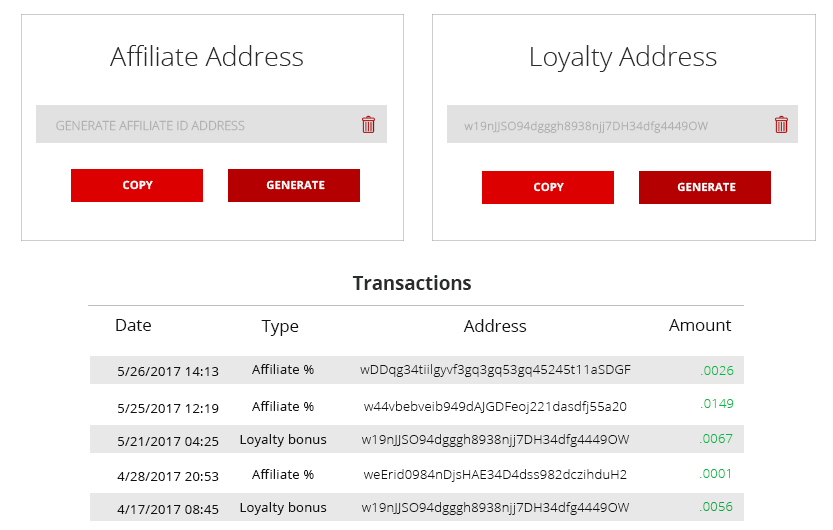 Affiliate Address
GENERATE AFFILIATE ID ADDRESS
COPY GENERATE
Loyalty Address
w19nJJSO94dgggh8938njj7DH34dfg4449OW
COPY GENERATE
Transactions
Date Type Address Amount
5/26/2017 14:13 Affiliate % wDDqg34tiilgyvf3gq3gq53gq45245t11aSDGF .0026
5/25/2017 12:19 Affiliate % w44vbebveib949dAJGDFeoj221dasdfj55a20 .0149
5/21/2017 04:25 Loyalty bonus w19nJJSO94dgggh8938njj7DH34dfg4449OW .0067
4/28/2017 20:53 Affiliate % weErid0984nDjsHAE34D4dss982dczihduH2 .0001
4/17/2017 08:45 Loyalty bonus w19nJJSO94dgggh8938njj7DH34dfg4449OW .0056